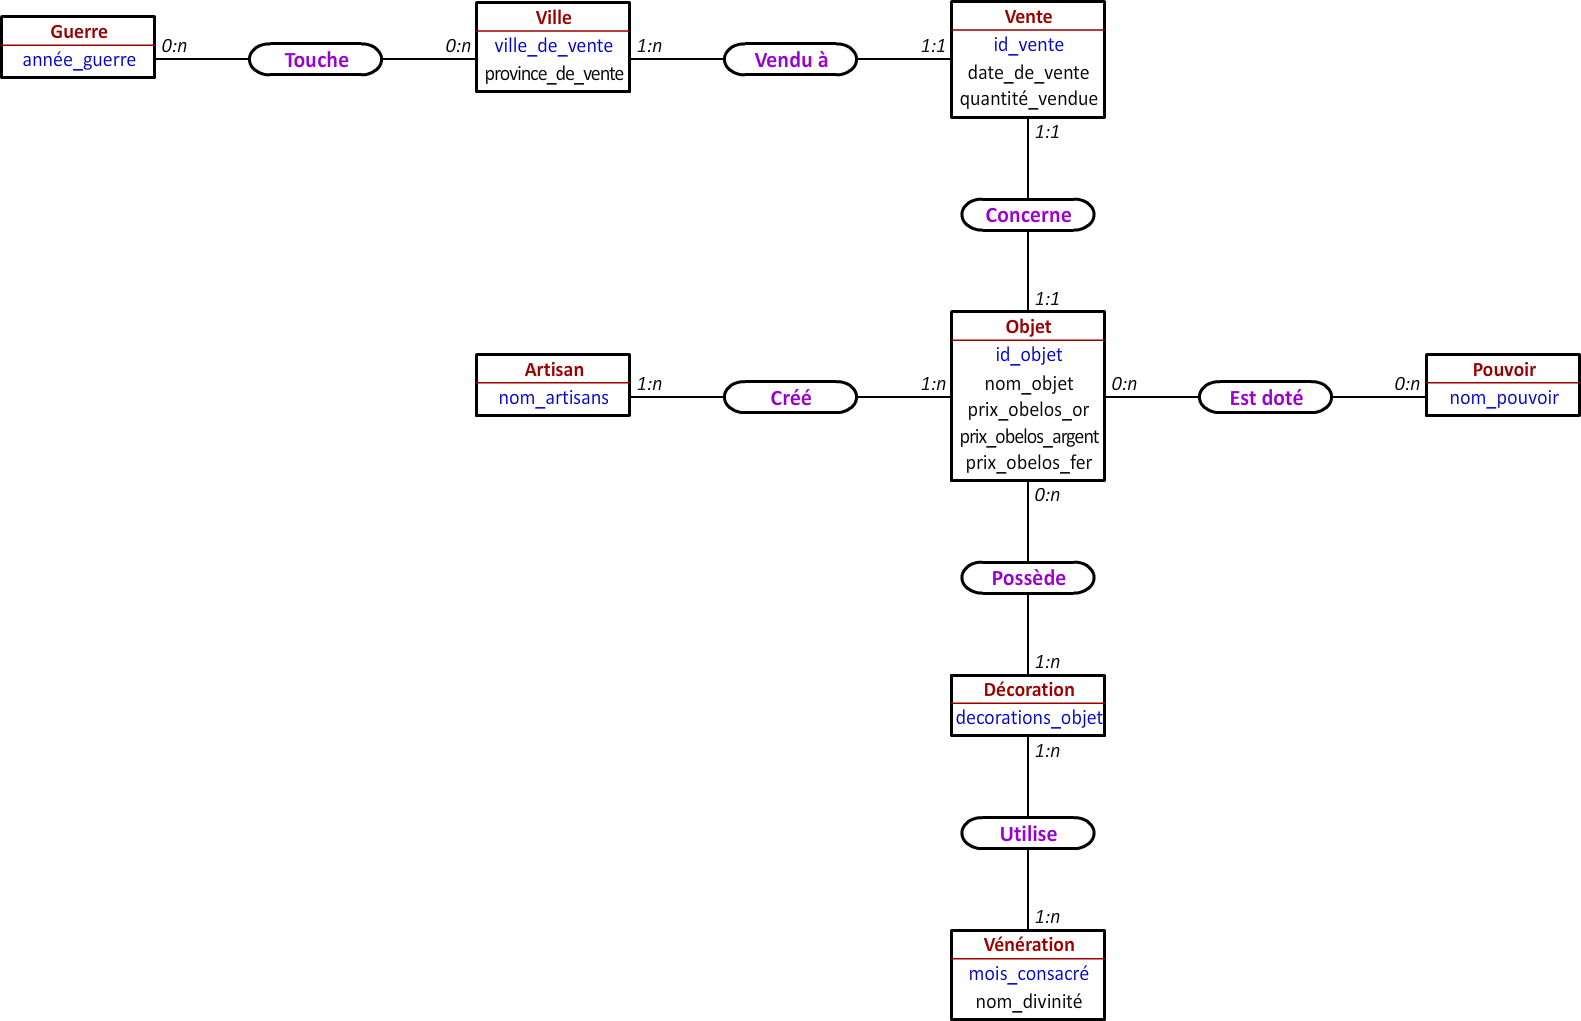 Guerre
année_guerre
0:n
Touche
0:n
Ville
ville_de_vente
province_de_vente
1:n
Vendu à
1:1
Vente
id_vente
date_de_vente
quantité_vendue
1:1
Concerne
1:1
Artisan
nom_artisans
1:n
Créé
1:n
Objet
id_objet
nom_objet
prix_obelos_or
prix_obelos_argent
prix_obelos_fer
0:n
Est doté
0:n
Pouvoir
nom_pouvoir
0:n
Possède
1:n
Décoration
decorations_objet
1:n
Utilise
1:n
Vénération
mois_consacré
nom_divinité